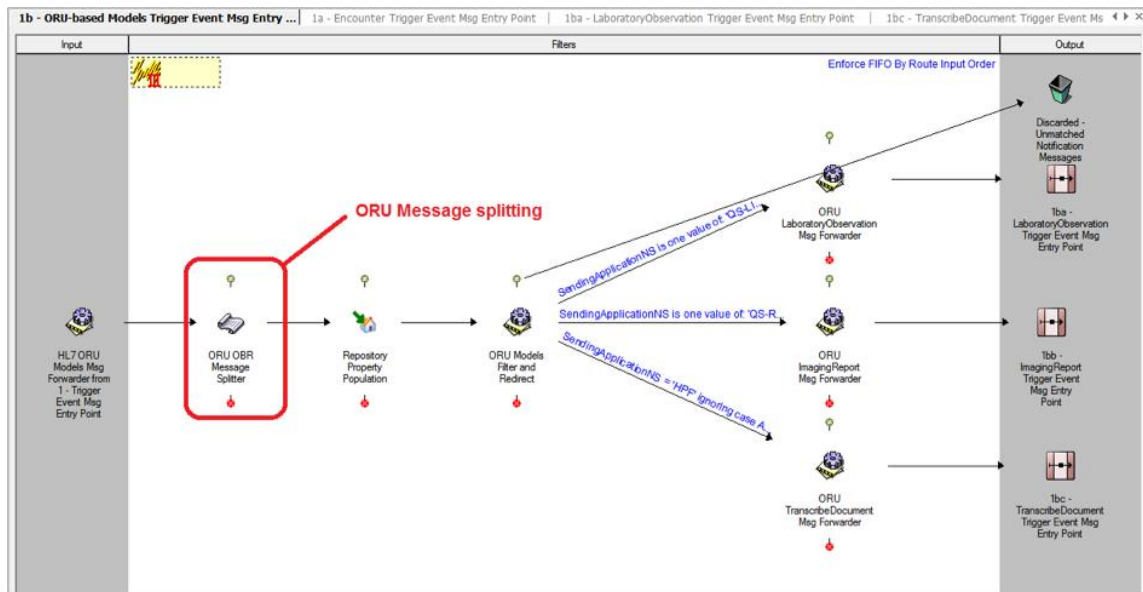 1b - ORU-based Models Trigger Event Msg Entry ...
1a - Encounter Trigger Event Msg Entry Point
1ba - LaboratoryObservation Trigger Event Msg Entry Point
1bc - TranscribeDocument Trigger Event Ms
Input
Filters
Output
1H
Enforce FIFO By Route Input Order
Discarded -
Unmatched
Notification
Messages
ORU Message splitting
SendingApplicationNS is one value of: 'QS-LI...
ORU
LaboratoryObservation
Msg Forwarder
1ba -
LaboratoryObservation
Trigger Event Msg
Entry Point
SendingApplicationNS is one value of: 'QS-R...
HL7 ORU
Models Msg
Forwarder from
1 - Trigger
Event Msg
Entry Point
ORU OBR
Message
Splitter
Repository
Property
Population
ORU Models
Filter and
Redirect
ORU
ImagingReport
Msg Forwarder
1bb -
ImagingReport
Trigger Event
Msg Entry
Point
SendingApplicationNS = 'HPF' ignoring case A...
ORU
TranscribeDocument
Msg Forwarder
1bc -
TranscribeDocument
Trigger Event Msg
Entry Point